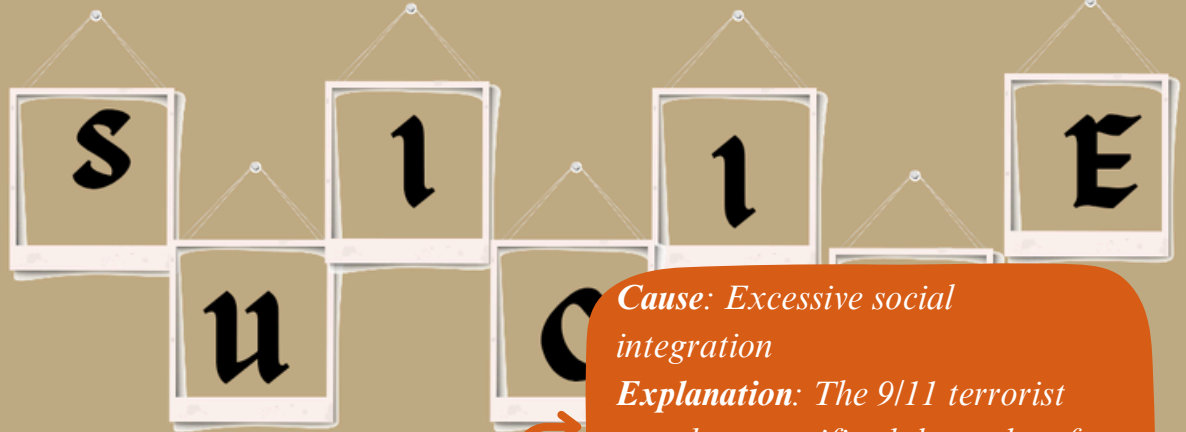 S I I E
U C
Cause: Excessive social
integration
Explanation: The 9/11 terrorist